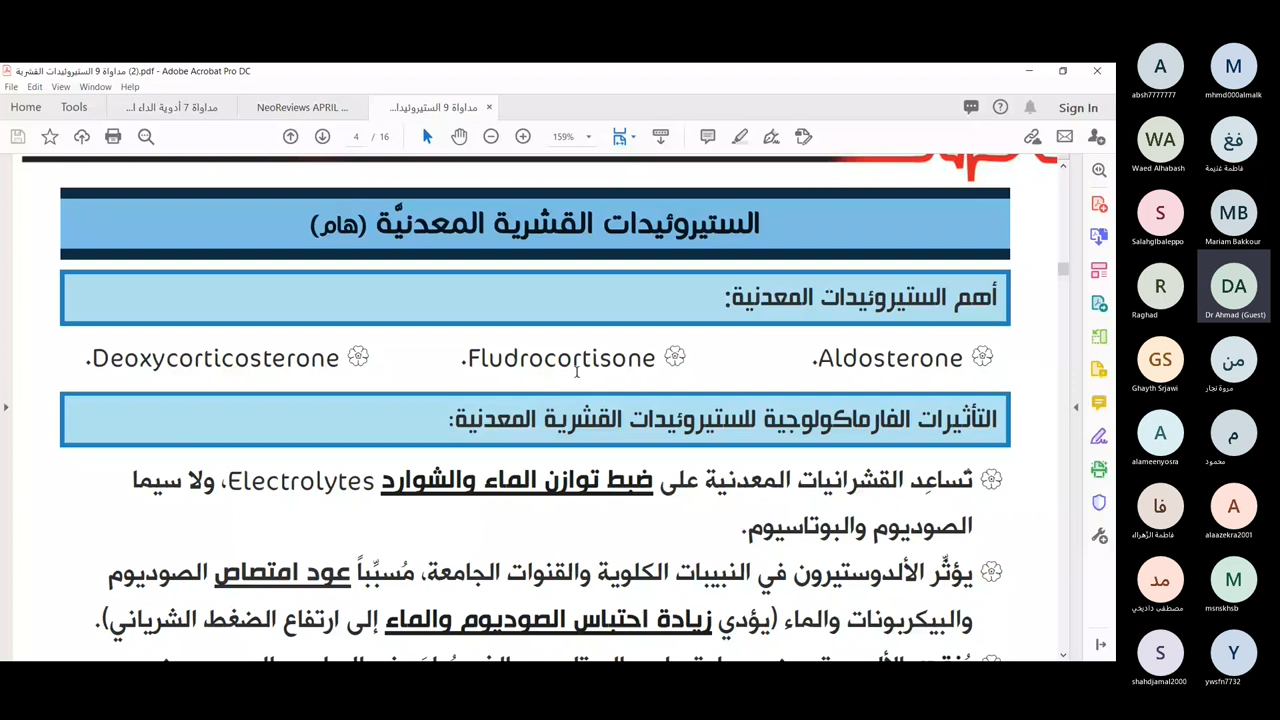 مداواة 9 الستيروئيدات القشرية (2).pdf - Adobe Acrobat Pro DC
File Edit View Window Help
Home Tools
مداواة 7 أدوية الداء ا...
NeoReviews APRIL ...
مداواة 9 الستيروئيدا...
×
Sign In
4 / 16
159%
الستيروئيدات القشرية المعدنيَّة (هام)
أهم الستيروئيدات المعدنية:
Aldosterone.
Fludrocortisone.
Deoxycorticosterone.
التأثيرات الفارماكولوجية للستيروئيدات القشرية المعدنية:
تُساعِد القشرانيات المعدنية على ضبط توازن الماء والشوارد Electrolytes، ولا سيما
الصوديوم والبوتاسيوم.
يؤثِّر الألدوستيرون في النبيبات الكلوية والقنوات الجامعة، مُسبِّباً عود امتصاص الصوديوم
والبيكربونات والماء (يؤدي زيادة احتباس الصوديوم والماء إلى ارتفاع الضغط الشرياني).
A
absh7777777
M
mhmd000almalk
WA
Waed Alhabash
فغ
فاطمة غنيمة
S
Salahglbaleppo
MB
Mariam Bakkour
R
Raghad
DA
Dr Ahmad (Guest)
GS
Ghayth Srjawi
من
مروة نجار
A
alameenyosra
م
محمود
فا
فاطمة الزهراء
A
alaazekra2001
مد
مصطفى داديخي
M
msnskhsb
S
shahdjamal2000
Y
ywsfn7732